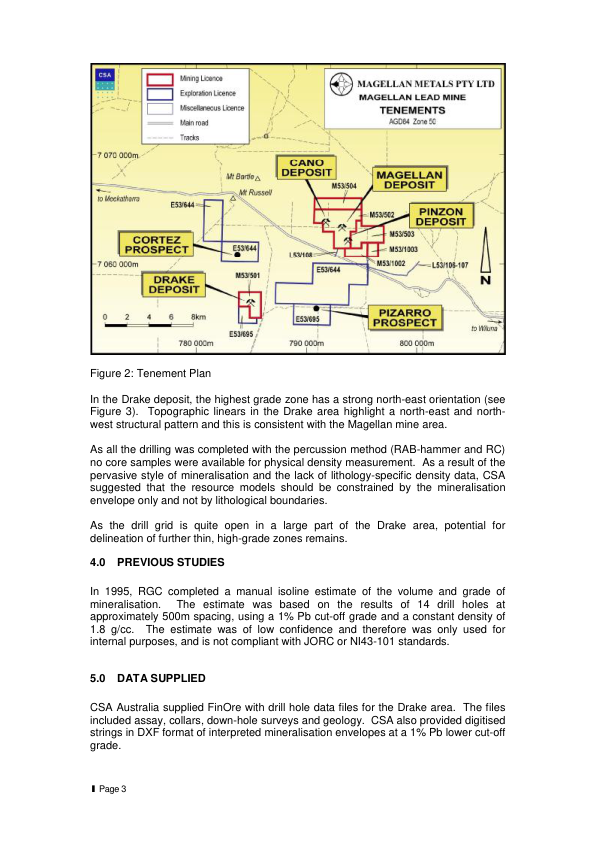 CSA
Mining Licence
Exploration Licence
Miscellaneous Licence
Main road
Tracks
MAGELLAN METALS PTY LTD
MAGELLAN LEAD MINE
TENEMENTS
AGD84 Zone 50
7 070 000m
CANO
DEPOSIT
Mt Bartle
MAGELLAN
DEPOSIT
M53/504
to Meekatharra
Mt Russell
E53/644
M53/502
PINZON
DEPOSIT
M53/503
CORTEZ
PROSPECT
E53/644
M53/1003
L53/108
M53/1002
7 060 000m
E53/644
L53/106-107
M53/501
N
DRAKE
DEPOSIT
0 2 4 6 8km
E53/695
E53/695
PIZARRO
PROSPECT
to Wiluna
780 000m
790 000m
800 000m
Figure 2: Tenement Plan
In the Drake deposit, the highest grade zone has a strong north-east orientation (see
Figure 3). Topographic linears in the Drake area highlight a north-east and north-
west structural pattern and this is consistent with the Magellan mine area.
As all the drilling was completed with the percussion method (RAB-hammer and RC)
no core samples were available for physical density measurement. As a result of the
pervasive style of mineralisation and the lack of lithology-specific density data, CSA
suggested that the resource models should be constrained by the mineralisation
envelope only and not by lithological boundaries.
As the drill grid is quite open in a large part of the Drake area, potential for
delineation of further thin, high-grade zones remains.
4.0 PREVIOUS STUDIES
In 1995, RGC completed a manual isoline estimate of the volume and grade of
mineralisation. The estimate was based on the results of 14 drill holes at
approximately 500m spacing, using a 1% Pb cut-off grade and a constant density of
1.8 g/cc. The estimate was of low confidence and therefore was only used for
internal purposes, and is not compliant with JORC or NI43-101 standards.
5.0 DATA SUPPLIED
CSA Australia supplied FinOre with drill hole data files for the Drake area. The files
included assay, collars, down-hole surveys and geology. CSA also provided digitised
strings in DXF format of interpreted mineralisation envelopes at a 1% Pb lower cut-off
grade.
Page 3